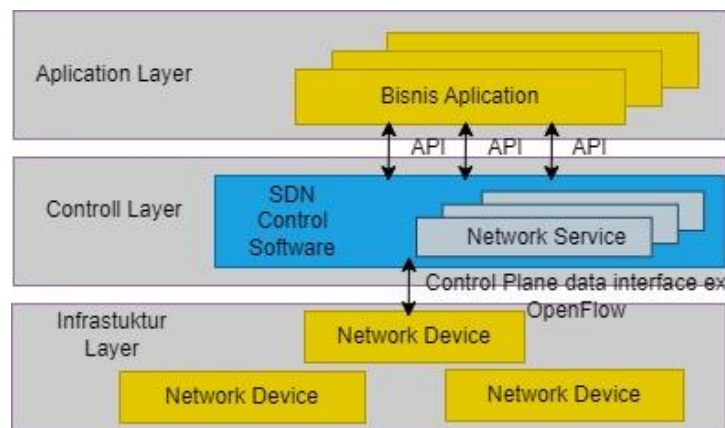 Aplication Layer
Bisnis Aplication
API API API
Controll Layer
SDN
Control
Software
Network Service
Control Plane data interface ex
OpenFlow
Infrastuktur
Layer
Network Device
Network Device
Network Device